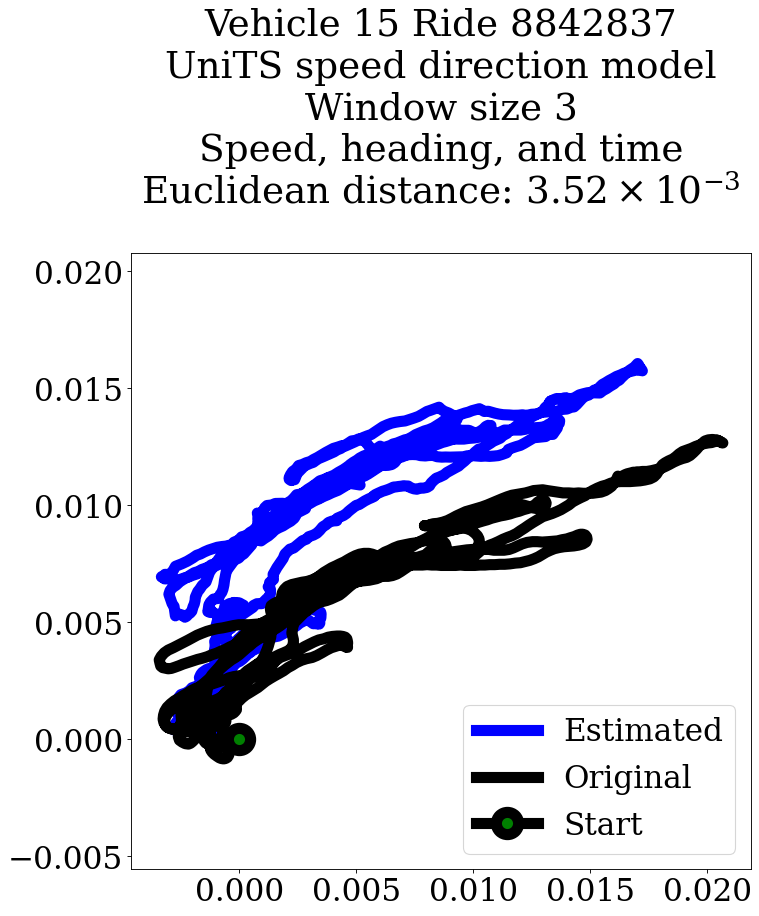 Vehicle 15 Ride 8842837
UniTS speed direction model
Window size 3
Speed, heading, and time
Euclidean distance: $3.52 \times 10^{-3}$
0.020
0.015
0.010
0.005
0.000
−0.005
0.000 0.005 0.010 0.015 0.020
Estimated
Original
Start